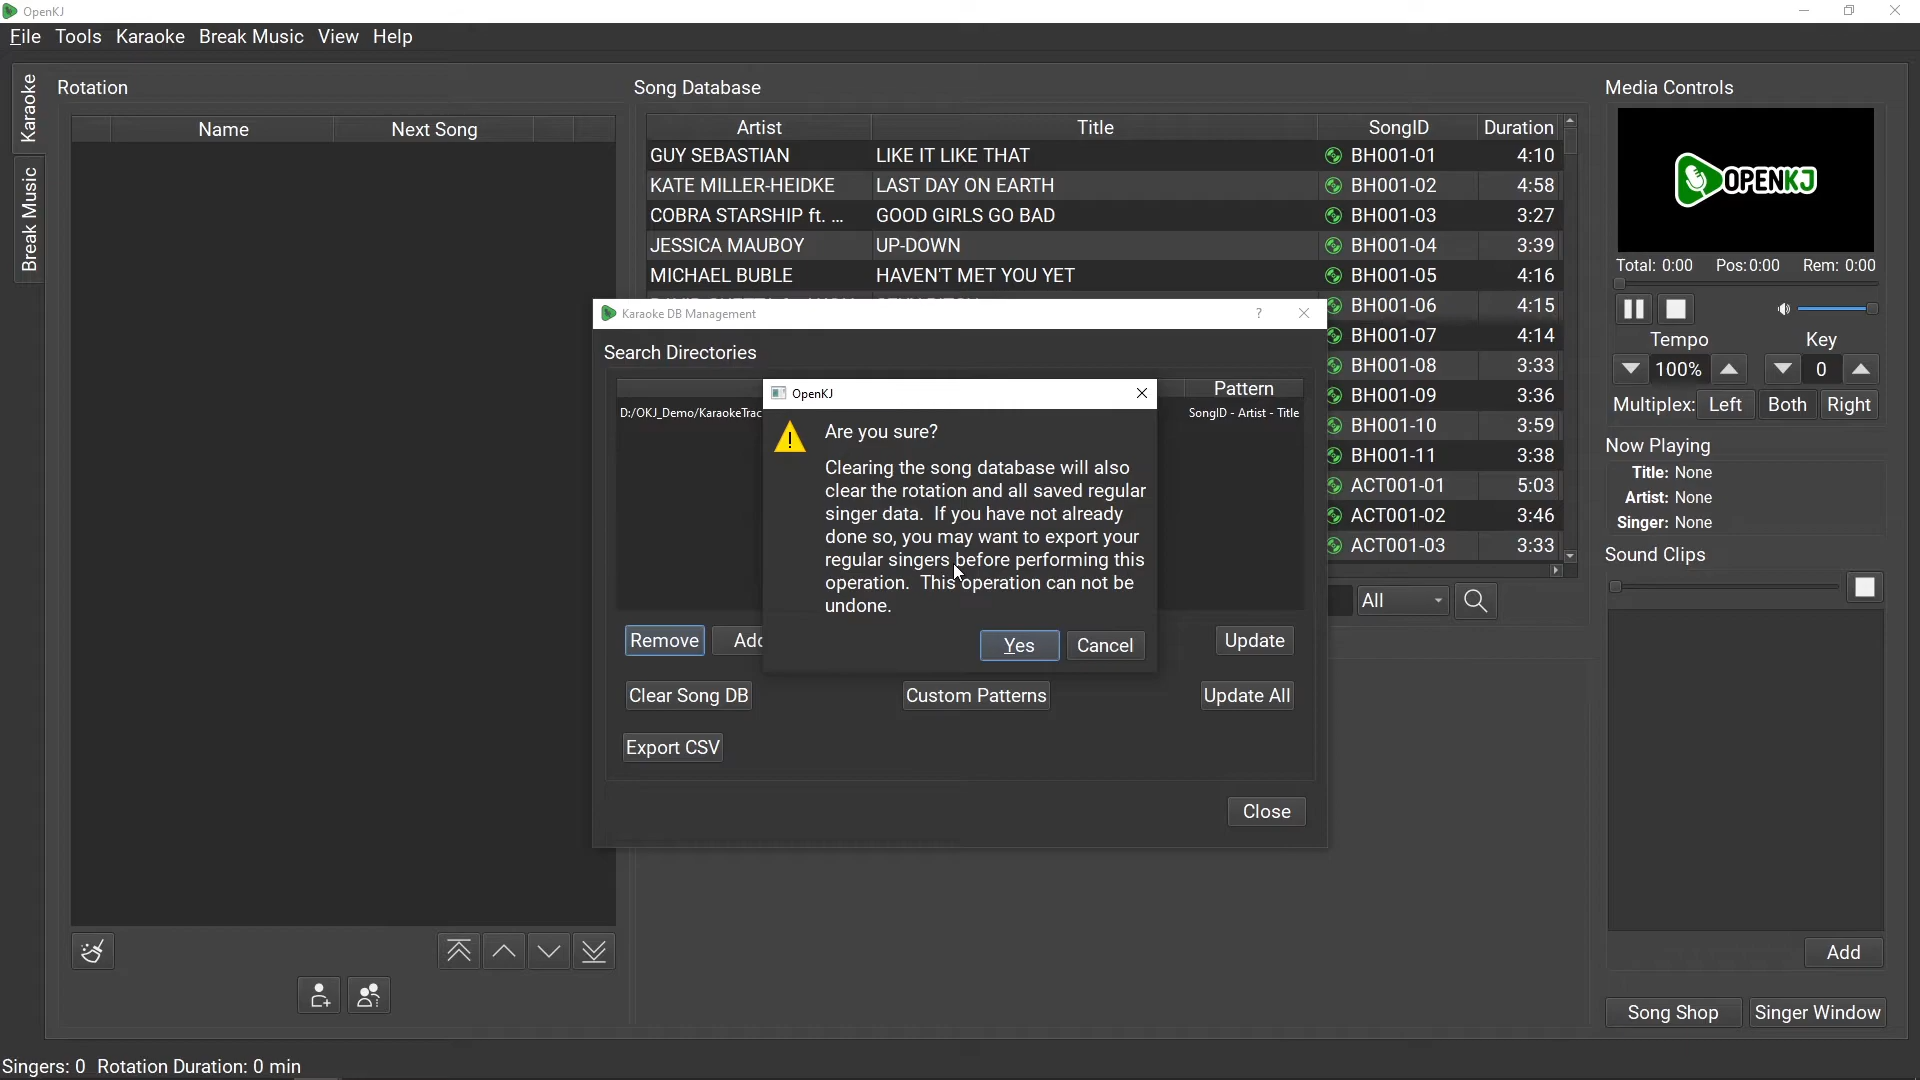 OpenKJ
File Tools Karaoke Break Music View Help
Karaoke
Break Music
Rotation
Name Next Song
Song Database
Artist Title SongID Duration
GUY SEBASTIAN LIKE IT LIKE THAT BH001-01 4:10
KATE MILLER-HEIDKE LAST DAY ON EARTH BH001-02 4:58
COBRA STARSHIP ft. ... GOOD GIRLS GO BAD BH001-03 3:27
JESSICA MAUBOY UP-DOWN BH001-04 3:39
MICHAEL BUBLE HAVEN'T MET YOU YET BH001-05 4:16
BH001-06 4:15
BH001-07 4:14
BH001-08 3:33
BH001-09 3:36
BH001-10 3:59
BH001-11 3:38
ACT001-01 5:03
ACT001-02 3:46
ACT001-03 3:33
All
Karaoke DB Management ?
Search Directories
Pattern
D:/OKJ_Demo/KaraokeTrac SongID - Artist - Title
OpenKJ
Are you sure?
Clearing the song database will also
clear the rotation and all saved regular
singer data. If you have not already
done so, you may want to export your
regular singers before performing this
operation. This operation can not be
undone.
Yes Cancel
Remove Add Update
Clear Song DB Custom Patterns Update All
Export CSV
Close
Media Controls
OPENKJ
Total: 0:00 Pos:0:00 Rem: 0:00
Tempo Key
100% 0
Multiplex: Left Both Right
Now Playing
Title: None
Artist: None
Singer: None
Sound Clips
Add
Song Shop Singer Window
Singers: 0 Rotation Duration: 0 min